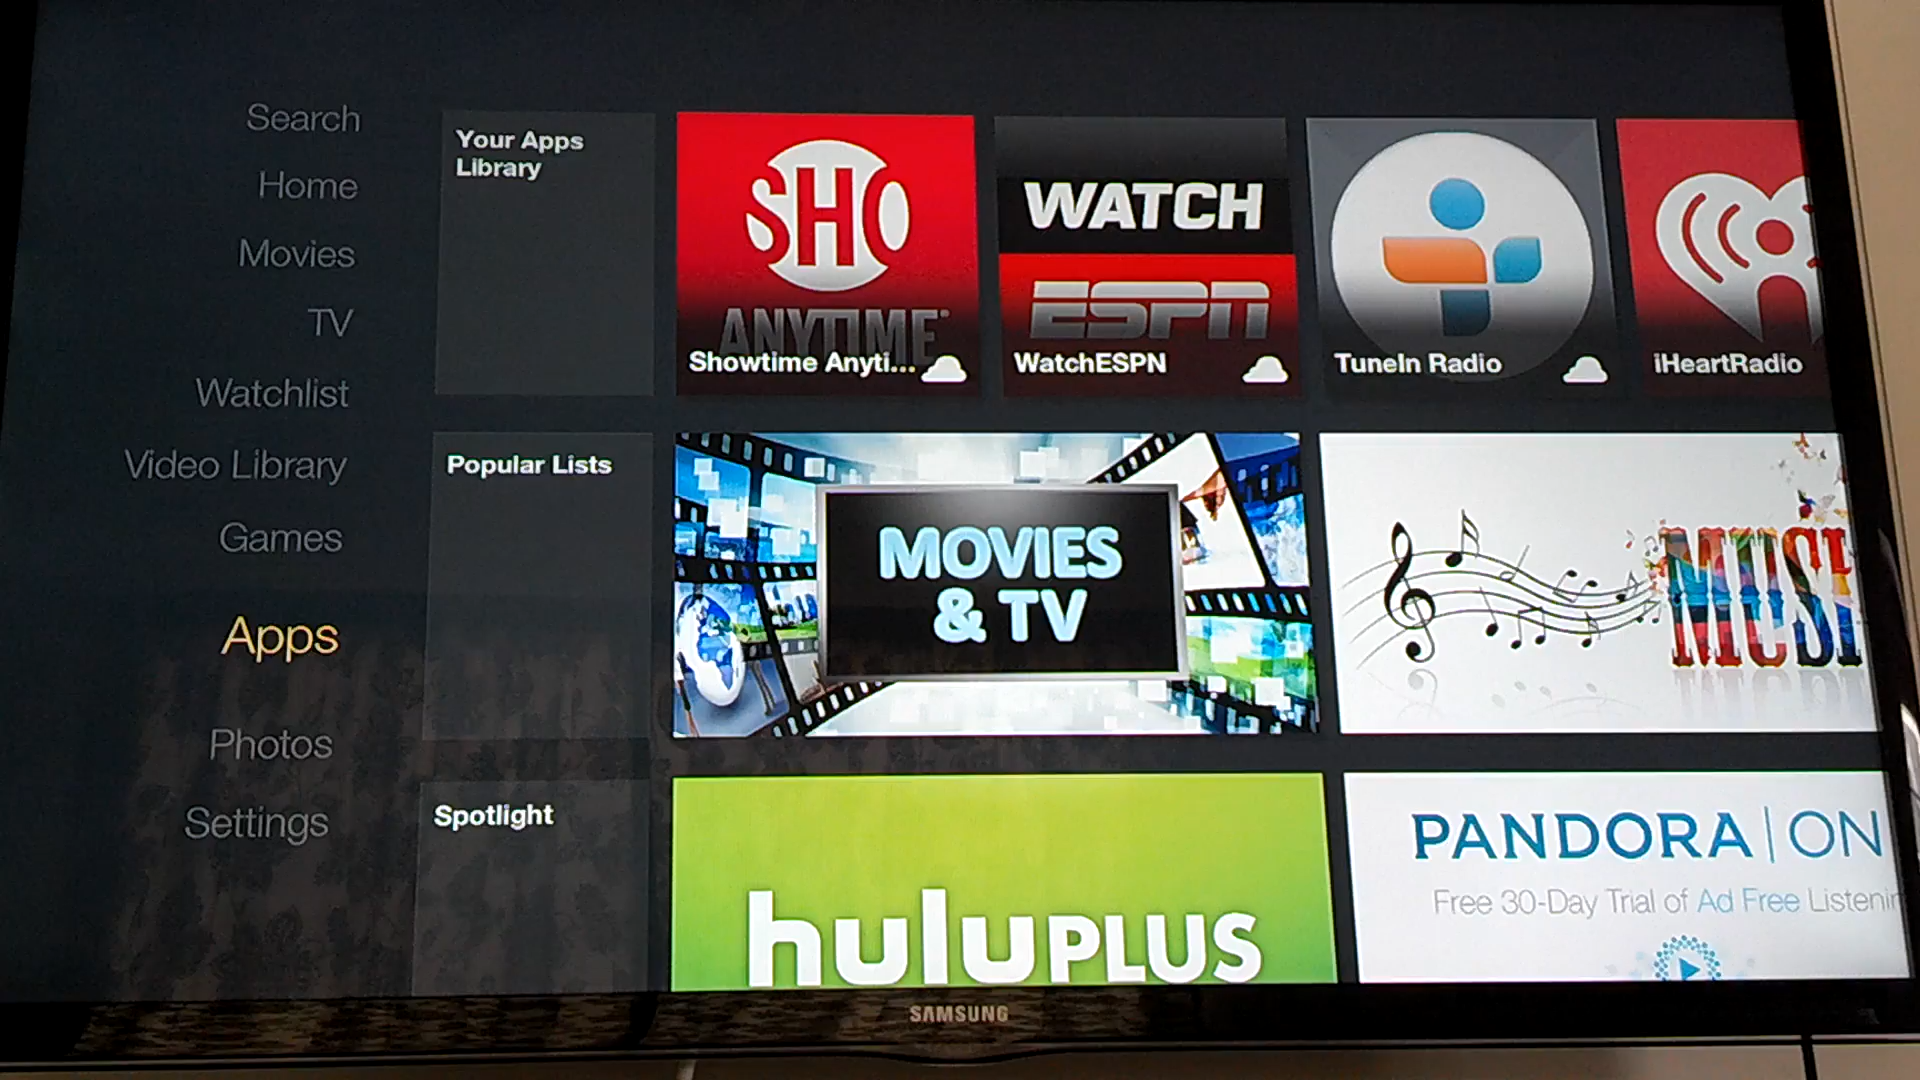 Search
Home
Movies
TV
Watchlist
Video Library
Games
Apps
Photos
Settings
Your Apps
Library
SHO
ANYTIME
Showtime Anyti...
WATCH
ESPN
WatchESPN
TuneIn Radio
iHeartRadio
Popular Lists
MOVIES
& TV
MUSI
Spotlight
huluPLUS
PANDORA | ON
Free 30-Day Trial of Ad Free Listenin
SAMSUNG